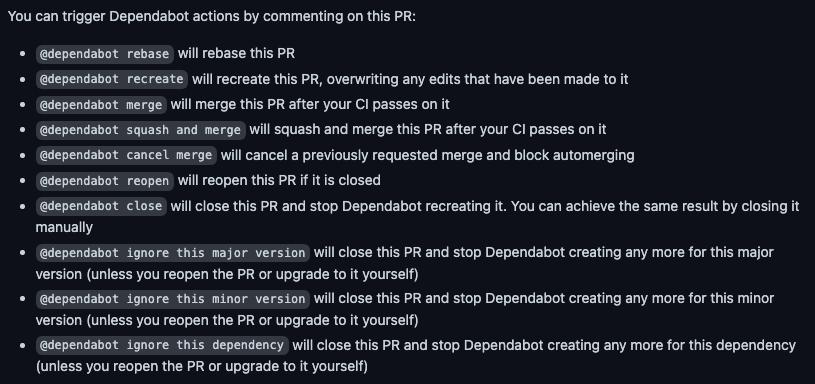 You can trigger Dependabot actions by commenting on this PR:
@dependabot rebase will rebase this PR
@dependabot recreate will recreate this PR, overwriting any edits that have been made to it
@dependabot merge will merge this PR after your CI passes on it
@dependabot squash and merge will squash and merge this PR after your CI passes on it
@dependabot cancel merge will cancel a previously requested merge and block automerging
@dependabot reopen will reopen this PR if it is closed
@dependabot close will close this PR and stop Dependabot recreating it. You can achieve the same result by closing it
manually
@dependabot ignore this major version will close this PR and stop Dependabot creating any more for this major
version (unless you reopen the PR or upgrade to it yourself)
@dependabot ignore this minor version will close this PR and stop Dependabot creating any more for this minor
version (unless you reopen the PR or upgrade to it yourself)
@dependabot ignore this dependency will close this PR and stop Dependabot creating any more for this dependency
(unless you reopen the PR or upgrade to it yourself)